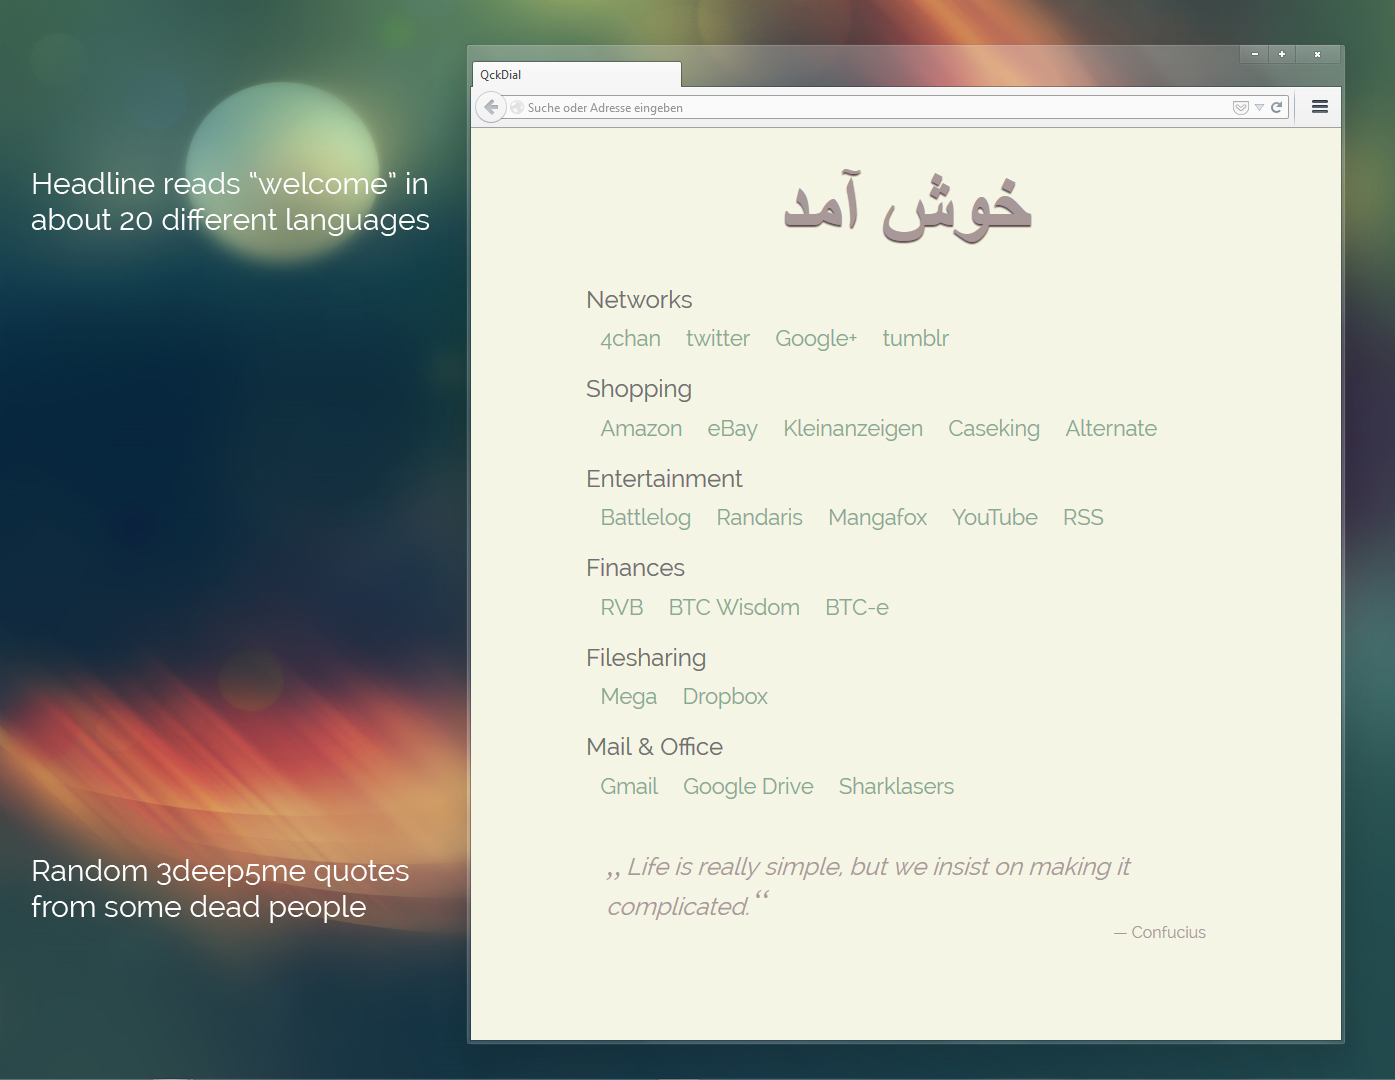 QckDial
Suche oder Adresse eingeben
Headline reads “welcome” in
about 20 different languages
خوش آمد
Networks
4chan twitter Google+ tumblr
Shopping
Amazon eBay Kleinanzeigen Caseking Alternate
Entertainment
Battlelog Randaris Mangafox YouTube RSS
Finances
RVB BTC Wisdom BTC-e
Filesharing
Mega Dropbox
Mail & Office
Gmail Google Drive Sharklasers
„ Life is really simple, but we insist on making it
complicated. “
— Confucius
Random 3deep5me quotes
from some dead people